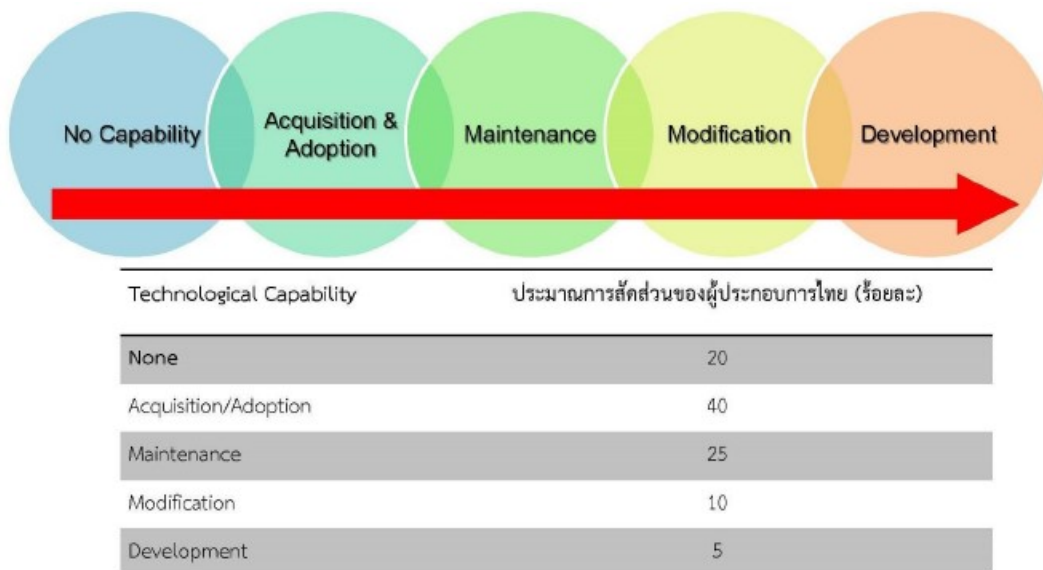 No Capability
Acquisition &
Adoption
Maintenance
Modification
Development
Technological Capability ประมาณการสัดส่วนของผู้ประกอบการไทย (ร้อยละ)
None 20
Acquisition/Adoption 40
Maintenance 25
Modification 10
Development 5